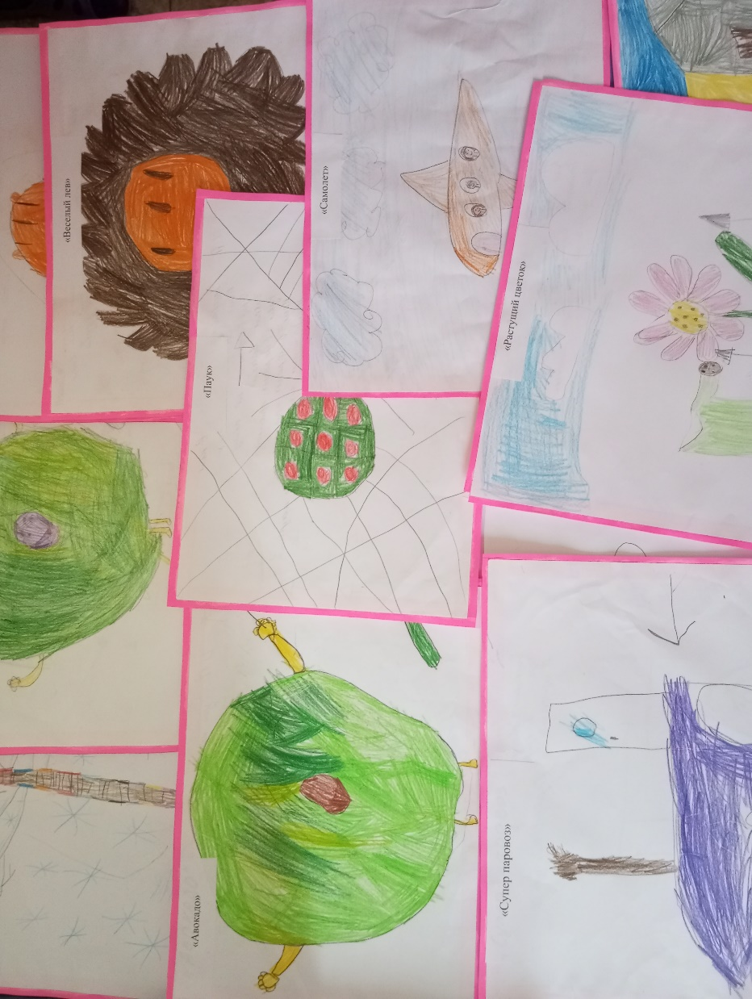 «Веселый лев»
«Самолет»
«Растущий цветок»
«Паук»
«Авокадо»
«Супер паровоз»